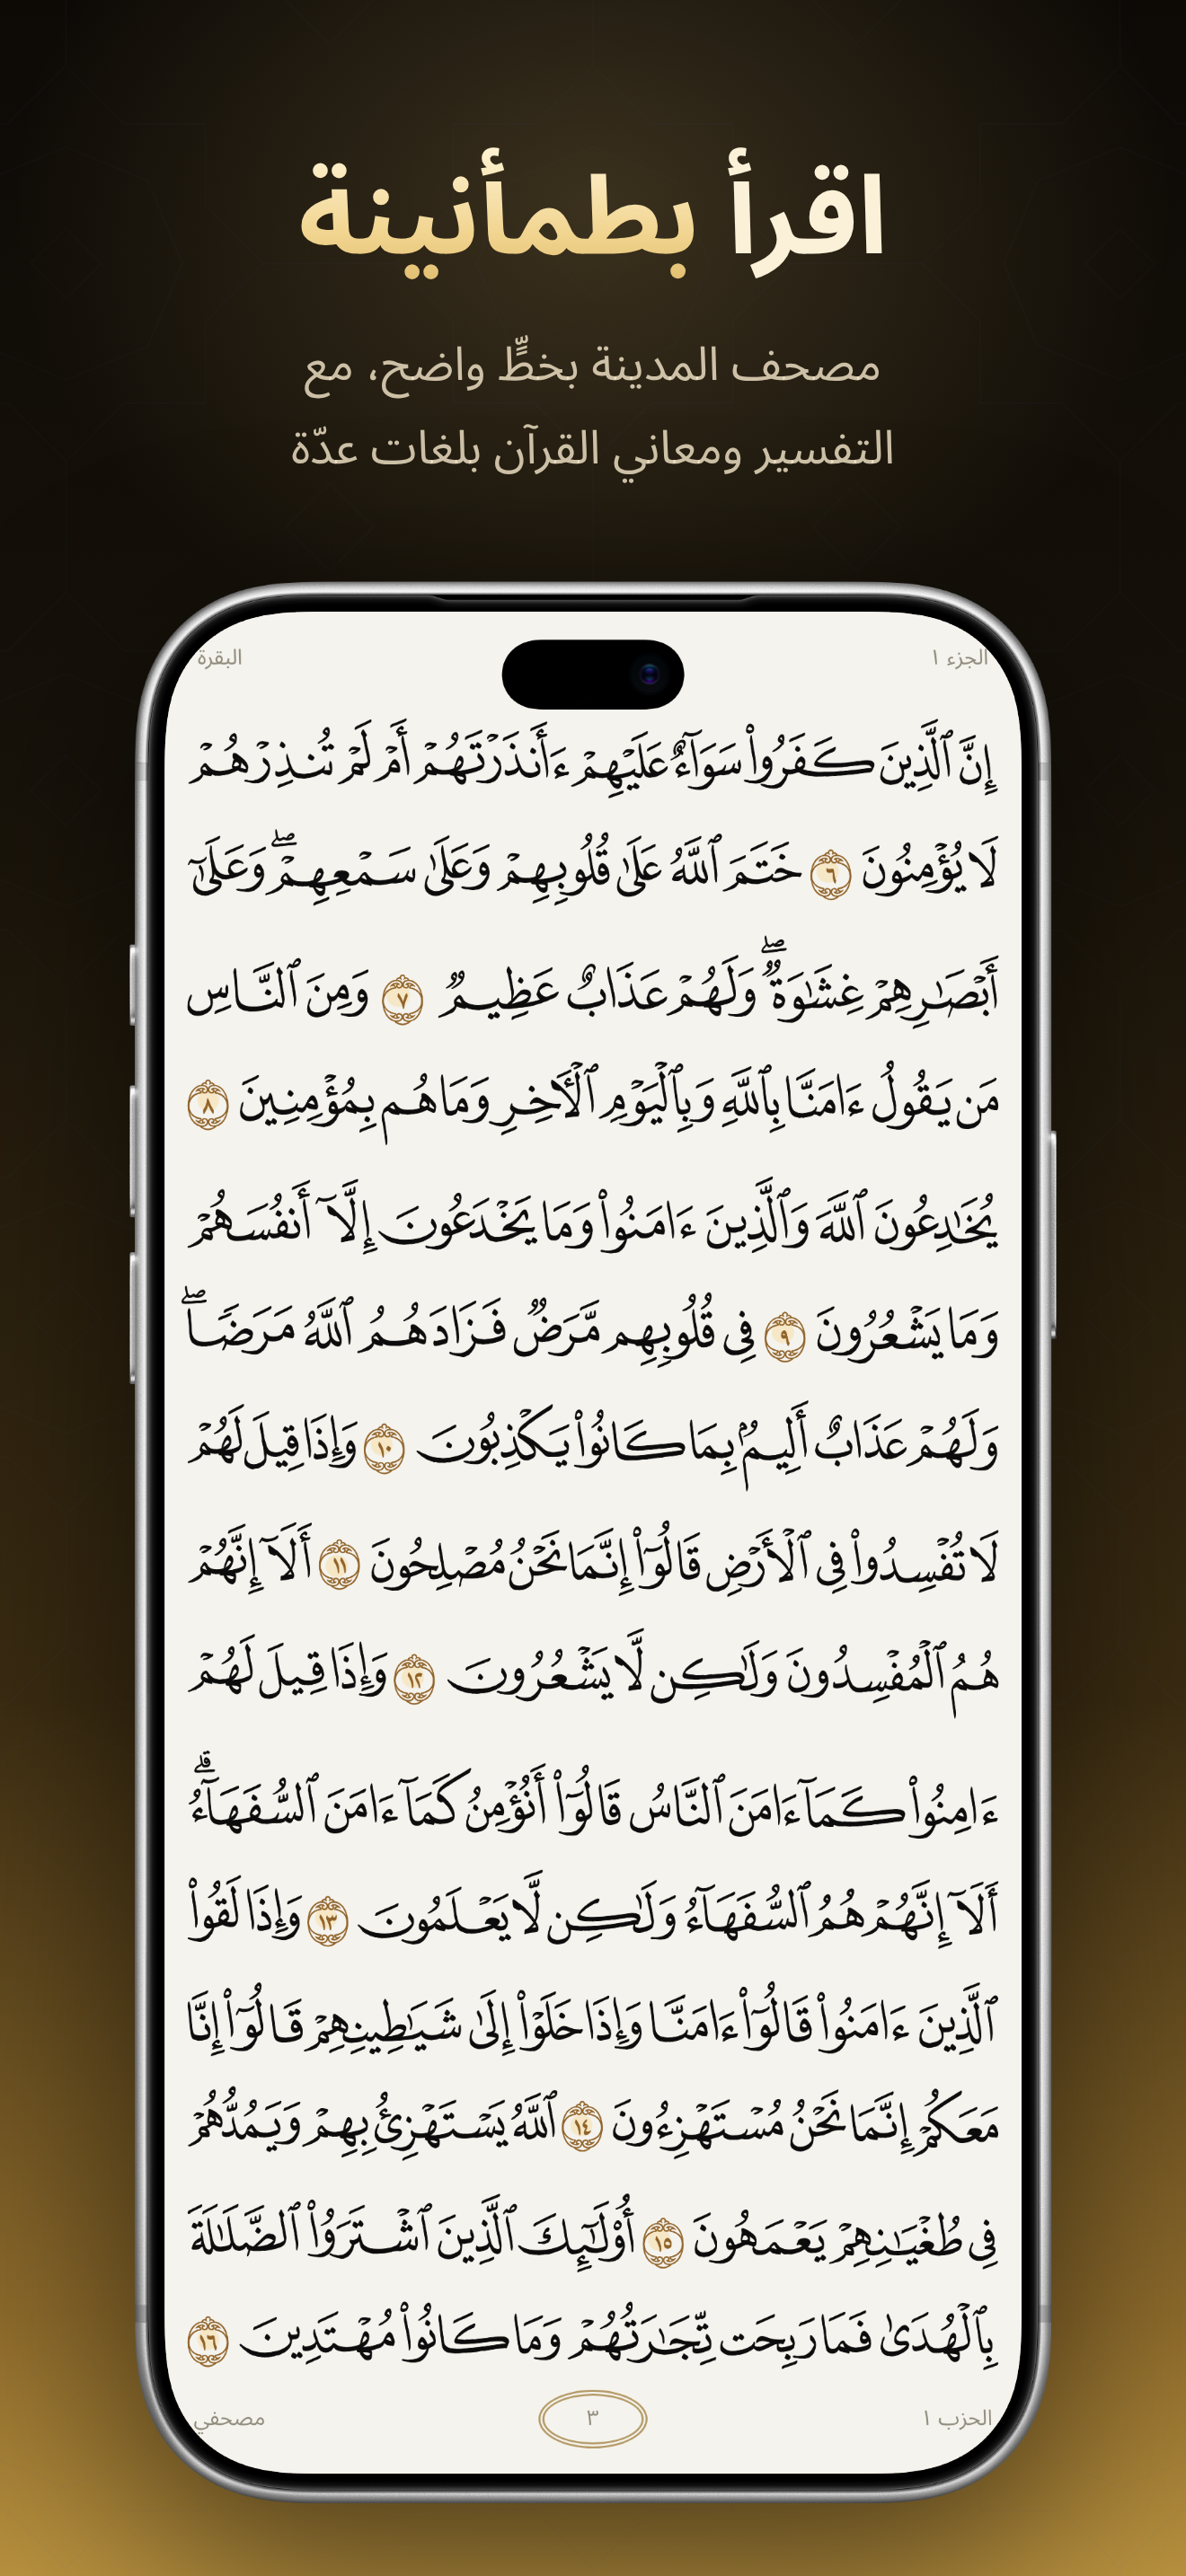 اقرأ بطمأنينة
مصحف المدينة بخطٍّ واضح، مع
التفسير ومعاني القرآن بلغات عدّة
الجزء ١
البقرة
إِنَّ ٱلَّذِينَ كَفَرُوا۟ سَوَآءٌ عَلَيْهِمْ ءَأَنذَرْتَهُمْ أَمْ لَمْ تُنذِرْهُمْ
لَا يُؤْمِنُونَ ٦ خَتَمَ ٱللَّهُ عَلَىٰ قُلُوبِهِمْ وَعَلَىٰ سَمْعِهِمْ ۖ وَعَلَىٰٓ
أَبْصَـٰرِهِمْ غِشَـٰوَةٌ ۖ وَلَهُمْ عَذَابٌ عَظِيمٌ ٧ وَمِنَ ٱلنَّاسِ
مَن يَقُولُ ءَامَنَّا بِٱللَّهِ وَبِٱلْيَوْمِ ٱلْـَٔاخِرِ وَمَا هُم بِمُؤْمِنِينَ ٨
يُخَـٰدِعُونَ ٱللَّهَ وَٱلَّذِينَ ءَامَنُوا۟ وَمَا يَخْدَعُونَ إِلَّآ أَنفُسَهُمْ
وَمَا يَشْعُرُونَ ٩ فِى قُلُوبِهِم مَّرَضٌ فَزَادَهُمُ ٱللَّهُ مَرَضًا ۖ
وَلَهُمْ عَذَابٌ أَلِيمٌۢ بِمَا كَانُوا۟ يَكْذِبُونَ ١٠ وَإِذَا قِيلَ لَهُمْ
لَا تُفْسِدُوا۟ فِى ٱلْأَرْضِ قَالُوٓا۟ إِنَّمَا نَحْنُ مُصْلِحُونَ ١١ أَلَآ إِنَّهُمْ
هُمُ ٱلْمُفْسِدُونَ وَلَـٰكِن لَّا يَشْعُرُونَ ١٢ وَإِذَا قِيلَ لَهُمْ
ءَامِنُوا۟ كَمَآ ءَامَنَ ٱلنَّاسُ قَالُوٓا۟ أَنُؤْمِنُ كَمَآ ءَامَنَ ٱلسُّفَهَآءُ ۗ
أَلَآ إِنَّهُمْ هُمُ ٱلسُّفَهَآءُ وَلَـٰكِن لَّا يَعْلَمُونَ ١٣ وَإِذَا لَقُوا۟
ٱلَّذِينَ ءَامَنُوا۟ قَالُوٓا۟ ءَامَنَّا وَإِذَا خَلَوْا۟ إِلَىٰ شَيَـٰطِينِهِمْ قَالُوٓا۟ إِنَّا
مَعَكُمْ إِنَّمَا نَحْنُ مُسْتَهْزِءُونَ ١٤ ٱللَّهُ يَسْتَهْزِئُ بِهِمْ وَيَمُدُّهُمْ
فِى طُغْيَـٰنِهِمْ يَعْمَهُونَ ١٥ أُو۟لَـٰٓئِكَ ٱلَّذِينَ ٱشْتَرَوُا۟ ٱلضَّلَـٰلَةَ
بِٱلْهُدَىٰ فَمَا رَبِحَت تِّجَـٰرَتُهُمْ وَمَا كَانُوا۟ مُهْتَدِينَ ١٦
الحزب ١
٣
مصحفي